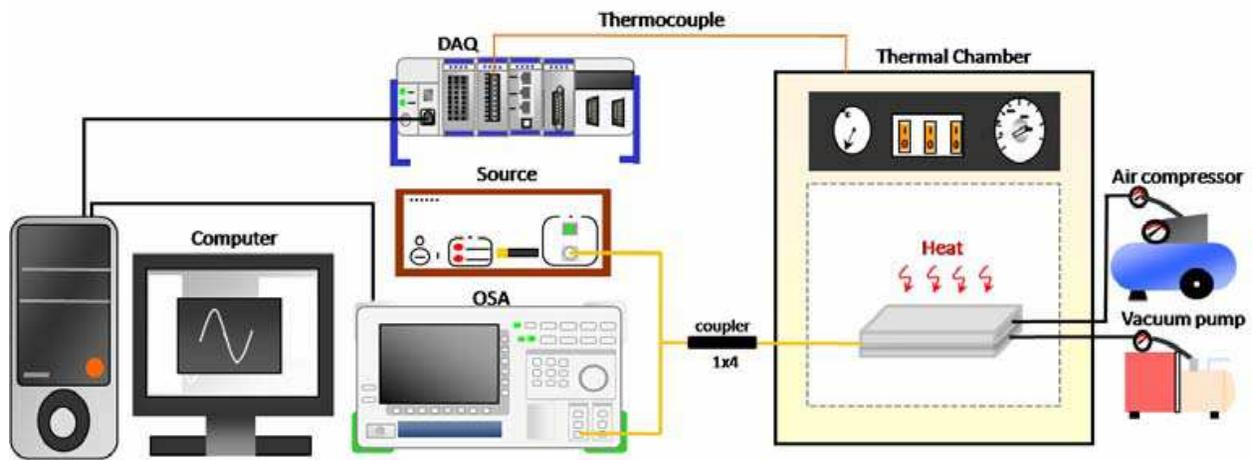 Thermocouple
DAQ
Thermal Chamber
Source
Air compressor
Computer
Heat
OSA
coupler
Vacuum pump
1x4